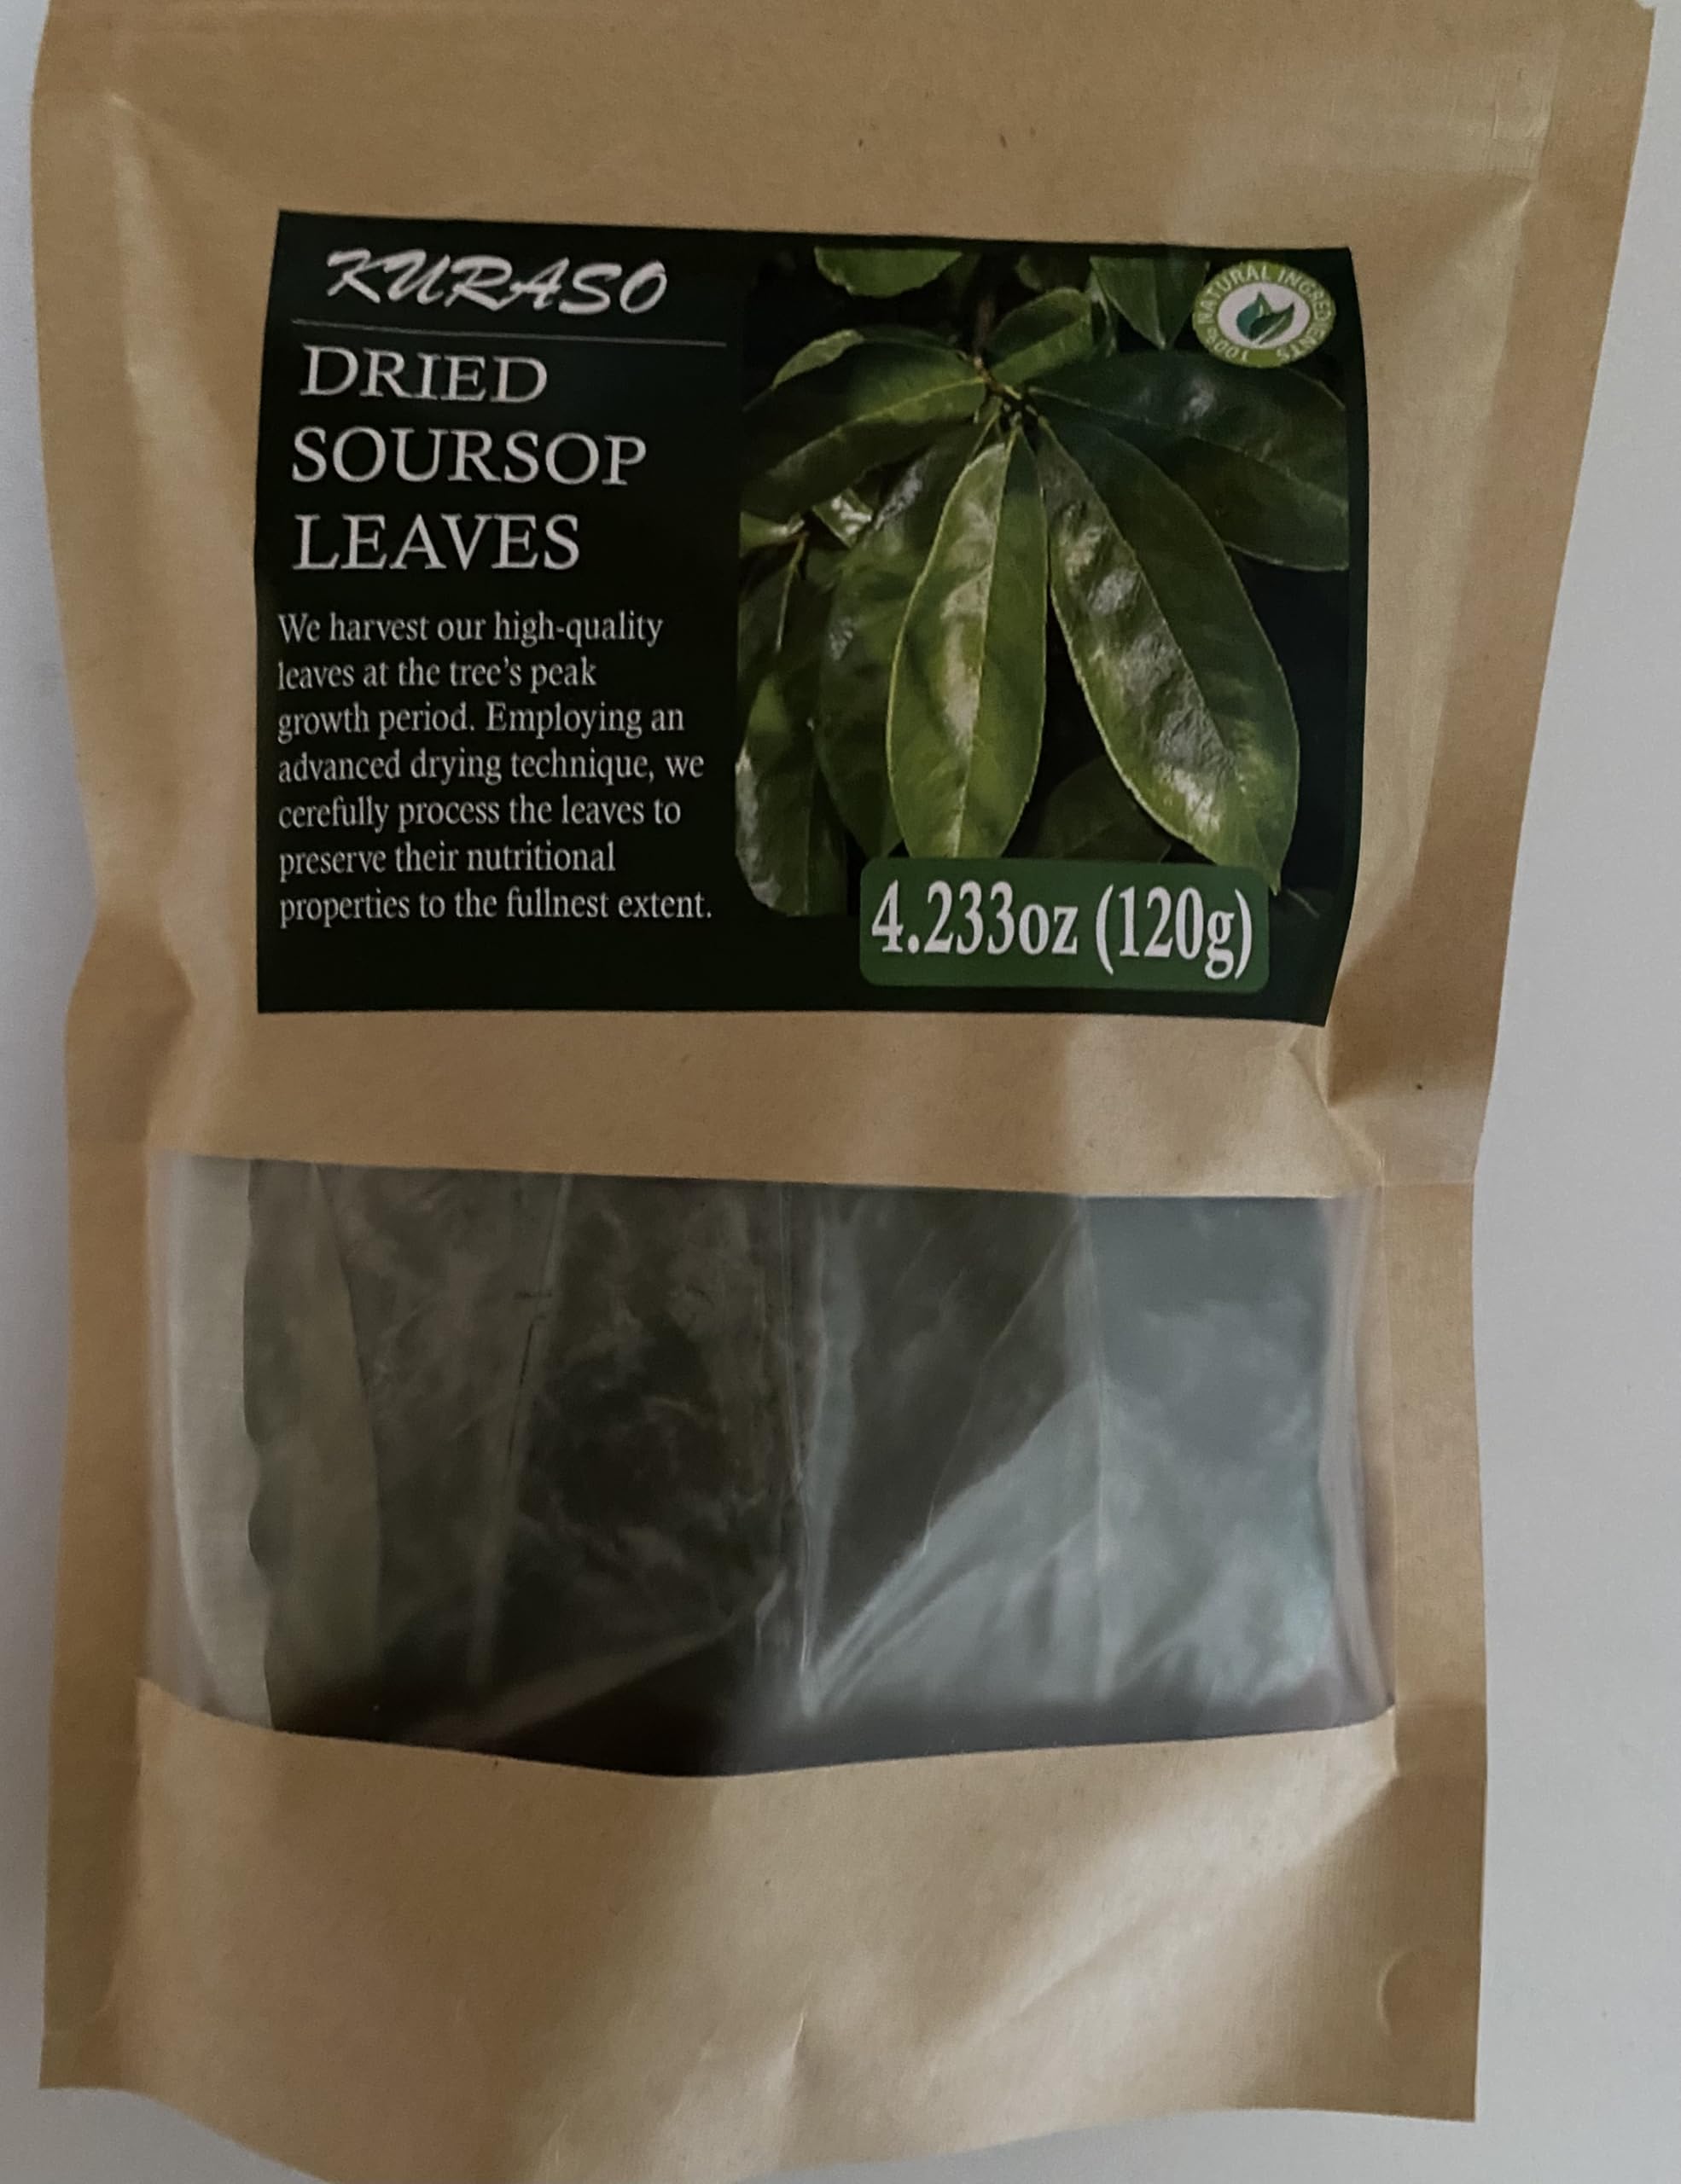 KURASO
DRIED
SOURSOP
LEAVES
We harvest our high-quality
leaves at the tree's peak
growth period. Employing an
advanced drying technique, we
cerefully process the leaves to
preserve their nutritional
properties to the fullnest extent.
100% NATURAL INGREDIENTS
4.233oz (120g)